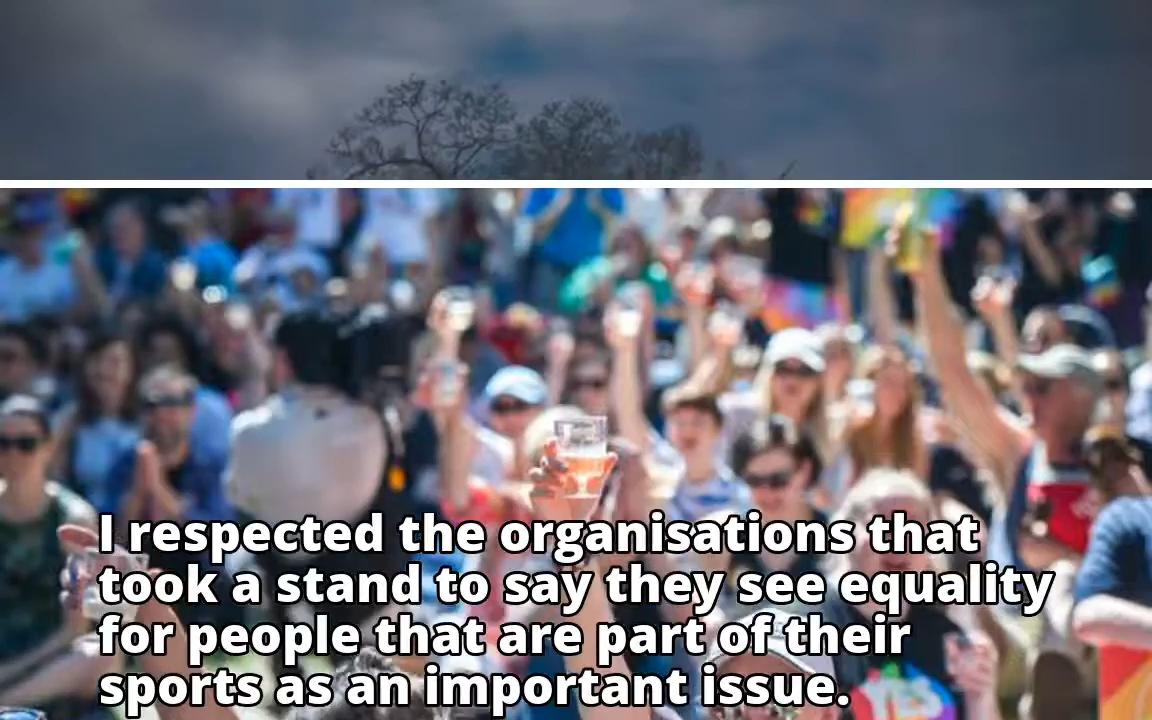 I respected the organisations that
took a stand to say they see equality
for people that are part of their
sports as an important issue.